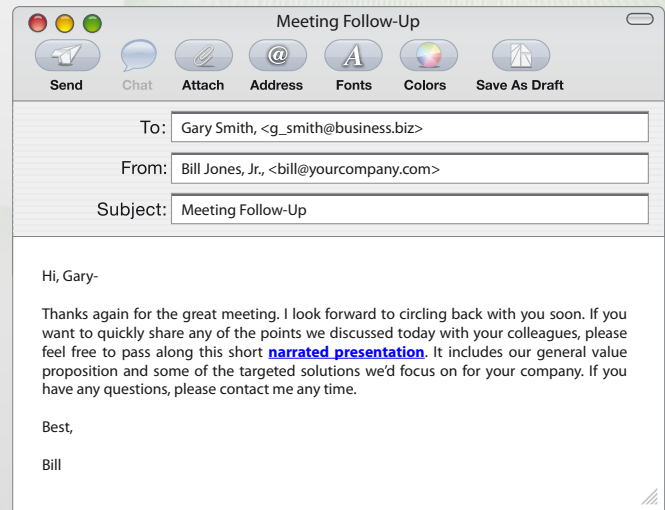 Meeting Follow-Up
@ A
Send Chat Attach Address Fonts Colors Save As Draft
To: Gary Smith, <g_smith@business.biz>
From: Bill Jones, Jr., <bill@yourcompany.com>
Subject: Meeting Follow-Up
Hi, Gary-
Thanks again for the great meeting. I look forward to circling back with you soon. If you
want to quickly share any of the points we discussed today with your colleagues, please
feel free to pass along this short narrated presentation. It includes our general value
proposition and some of the targeted solutions we'd focus on for your company. If you
have any questions, please contact me any time.
Best,
Bill